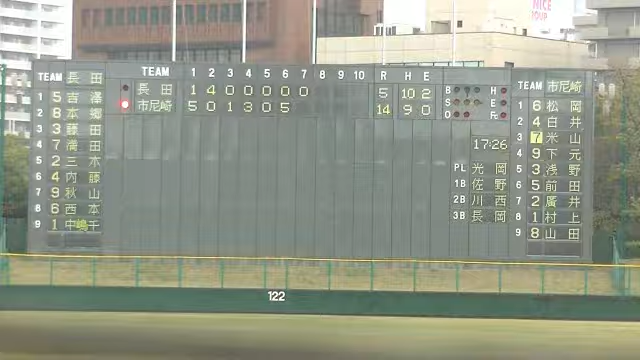 NICE
TEAM 長田
1 5 吉澤
2 8 本郷
3 3 藤田
4 7 満田
5 2 三木
6 4 内藤
7 9 秋山
8 6 西本
9 1 中嶋千
TEAM 1 2 3 4 5 6 7 8 9 10 R H E
長田 1 4 0 0 0 0 0 5 10 2
市尼崎 5 0 1 3 0 5 14 9 0
B H
S E
O Fc
17:26
PL 光岡
1B 佐野
2B 川西
3B 長岡
TEAM 市尼崎
1 6 松岡
2 4 白井
3 7 米山
4 9 下元
5 3 浅野
6 5 前田
7 2 廣井
8 1 村上
9 8 山田
122